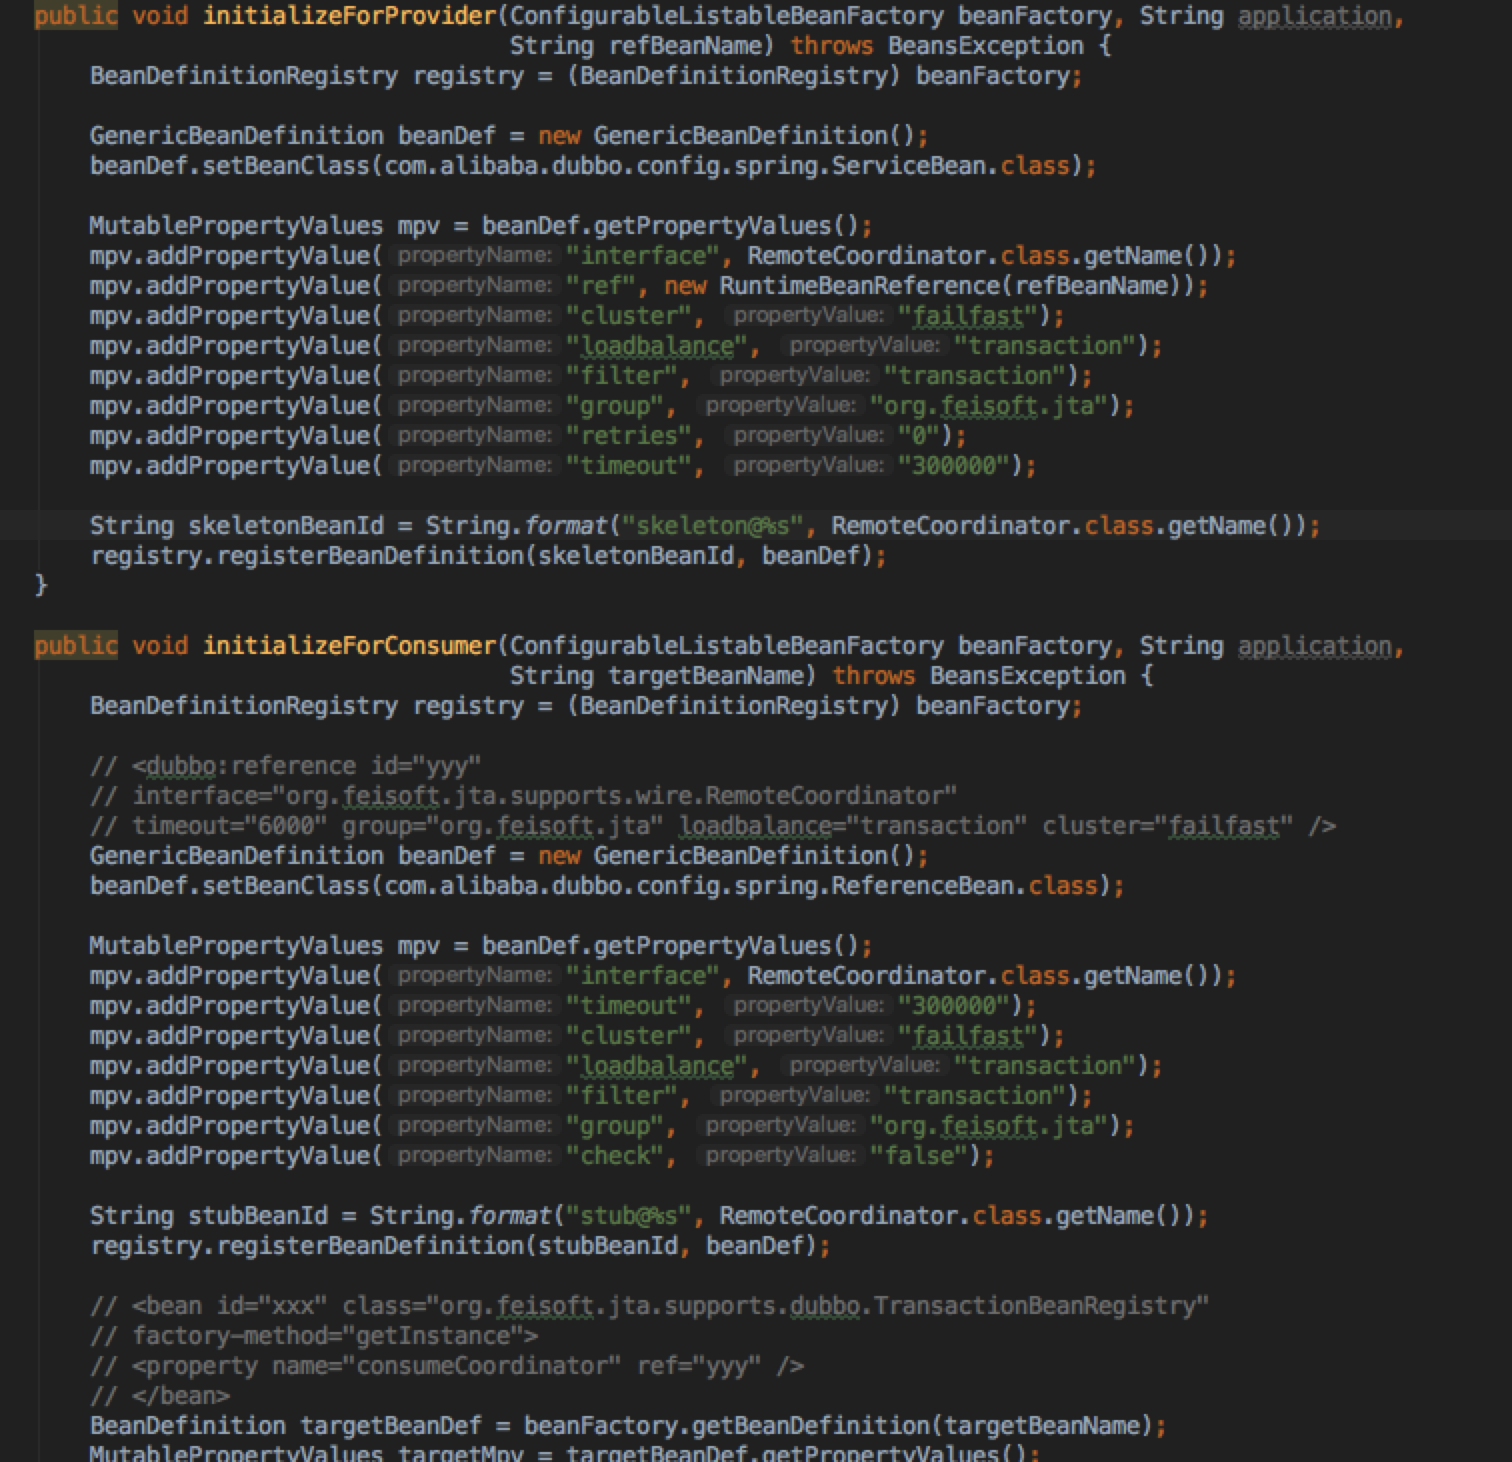 public void initializeForProvider(ConfigurableListableBeanFactory beanFactory, String application,
String refBeanName) throws BeansException {
BeanDefinitionRegistry registry = (BeanDefinitionRegistry) beanFactory;
GenericBeanDefinition beanDef = new GenericBeanDefinition();
beanDef.setBeanClass(com.alibaba.dubbo.config.spring.ServiceBean.class);
MutablePropertyValues mpv = beanDef.getPropertyValues();
mpv.addPropertyValue( propertyName: "interface", RemoteCoordinator.class.getName());
mpv.addPropertyValue( propertyName: "ref", new RuntimeBeanReference(refBeanName));
mpv.addPropertyValue( propertyName: "cluster", propertyValue: "failfast");
mpv.addPropertyValue( propertyName: "loadbalance", propertyValue: "transaction");
mpv.addPropertyValue( propertyName: "filter", propertyValue: "transaction");
mpv.addPropertyValue( propertyName: "group", propertyValue: "org.feisoft.jta");
mpv.addPropertyValue( propertyName: "retries", propertyValue: "0");
mpv.addPropertyValue( propertyName: "timeout", propertyValue: "300000");
String skeletonBeanId = String.format("skeleton@%s", RemoteCoordinator.class.getName());
registry.registerBeanDefinition(skeletonBeanId, beanDef);
}
public void initializeForConsumer(ConfigurableListableBeanFactory beanFactory, String application,
String targetBeanName) throws BeansException {
BeanDefinitionRegistry registry = (BeanDefinitionRegistry) beanFactory;
// <dubbo:reference id="yyy"
// interface="org.feisoft.jta.supports.wire.RemoteCoordinator"
// timeout="6000" group="org.feisoft.jta" loadbalance="transaction" cluster="failfast" />
GenericBeanDefinition beanDef = new GenericBeanDefinition();
beanDef.setBeanClass(com.alibaba.dubbo.config.spring.ReferenceBean.class);
MutablePropertyValues mpv = beanDef.getPropertyValues();
mpv.addPropertyValue( propertyName: "interface", RemoteCoordinator.class.getName());
mpv.addPropertyValue( propertyName: "timeout", propertyValue: "300000");
mpv.addPropertyValue( propertyName: "cluster", propertyValue: "failfast");
mpv.addPropertyValue( propertyName: "loadbalance", propertyValue: "transaction");
mpv.addPropertyValue( propertyName: "filter", propertyValue: "transaction");
mpv.addPropertyValue( propertyName: "group", propertyValue: "org.feisoft.jta");
mpv.addPropertyValue( propertyName: "check", propertyValue: "false");
String stubBeanId = String.format("stub@%s", RemoteCoordinator.class.getName());
registry.registerBeanDefinition(stubBeanId, beanDef);
// <bean id="xxx" class="org.feisoft.jta.supports.dubbo.TransactionBeanRegistry"
// factory-method="getInstance">
// <property name="consumeCoordinator" ref="yyy" />
// </bean>
BeanDefinition targetBeanDef = beanFactory.getBeanDefinition(targetBeanName);
MutablePropertyValues targetMpv = targetBeanDef.getPropertyValues();